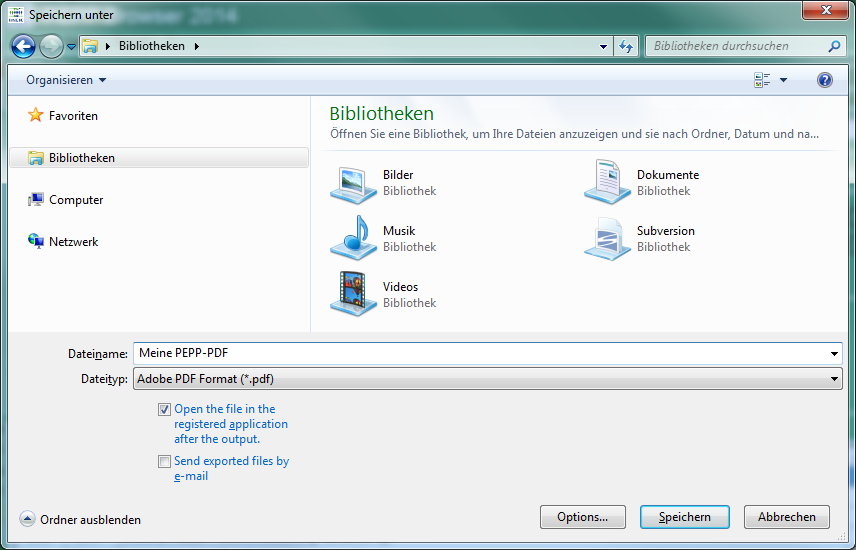 Browser 2014
Speichern unter
Bibliotheken
Bibliotheken durchsuchen
Organisieren
Favoriten
Bibliotheken
Computer
Netzwerk
Bibliotheken
Öffnen Sie eine Bibliothek, um Ihre Dateien anzuzeigen und sie nach Ordner, Datum und na...
Bilder
Bibliothek
Dokumente
Bibliothek
Musik
Bibliothek
Subversion
Bibliothek
Videos
Bibliothek
Dateiname: Meine PEPP-PDF
Dateityp: Adobe PDF Format (*.pdf)
Open the file in the
registered application
after the output.
Send exported files by
e-mail
Ordner ausblenden
Options...
Speichern
Abbrechen